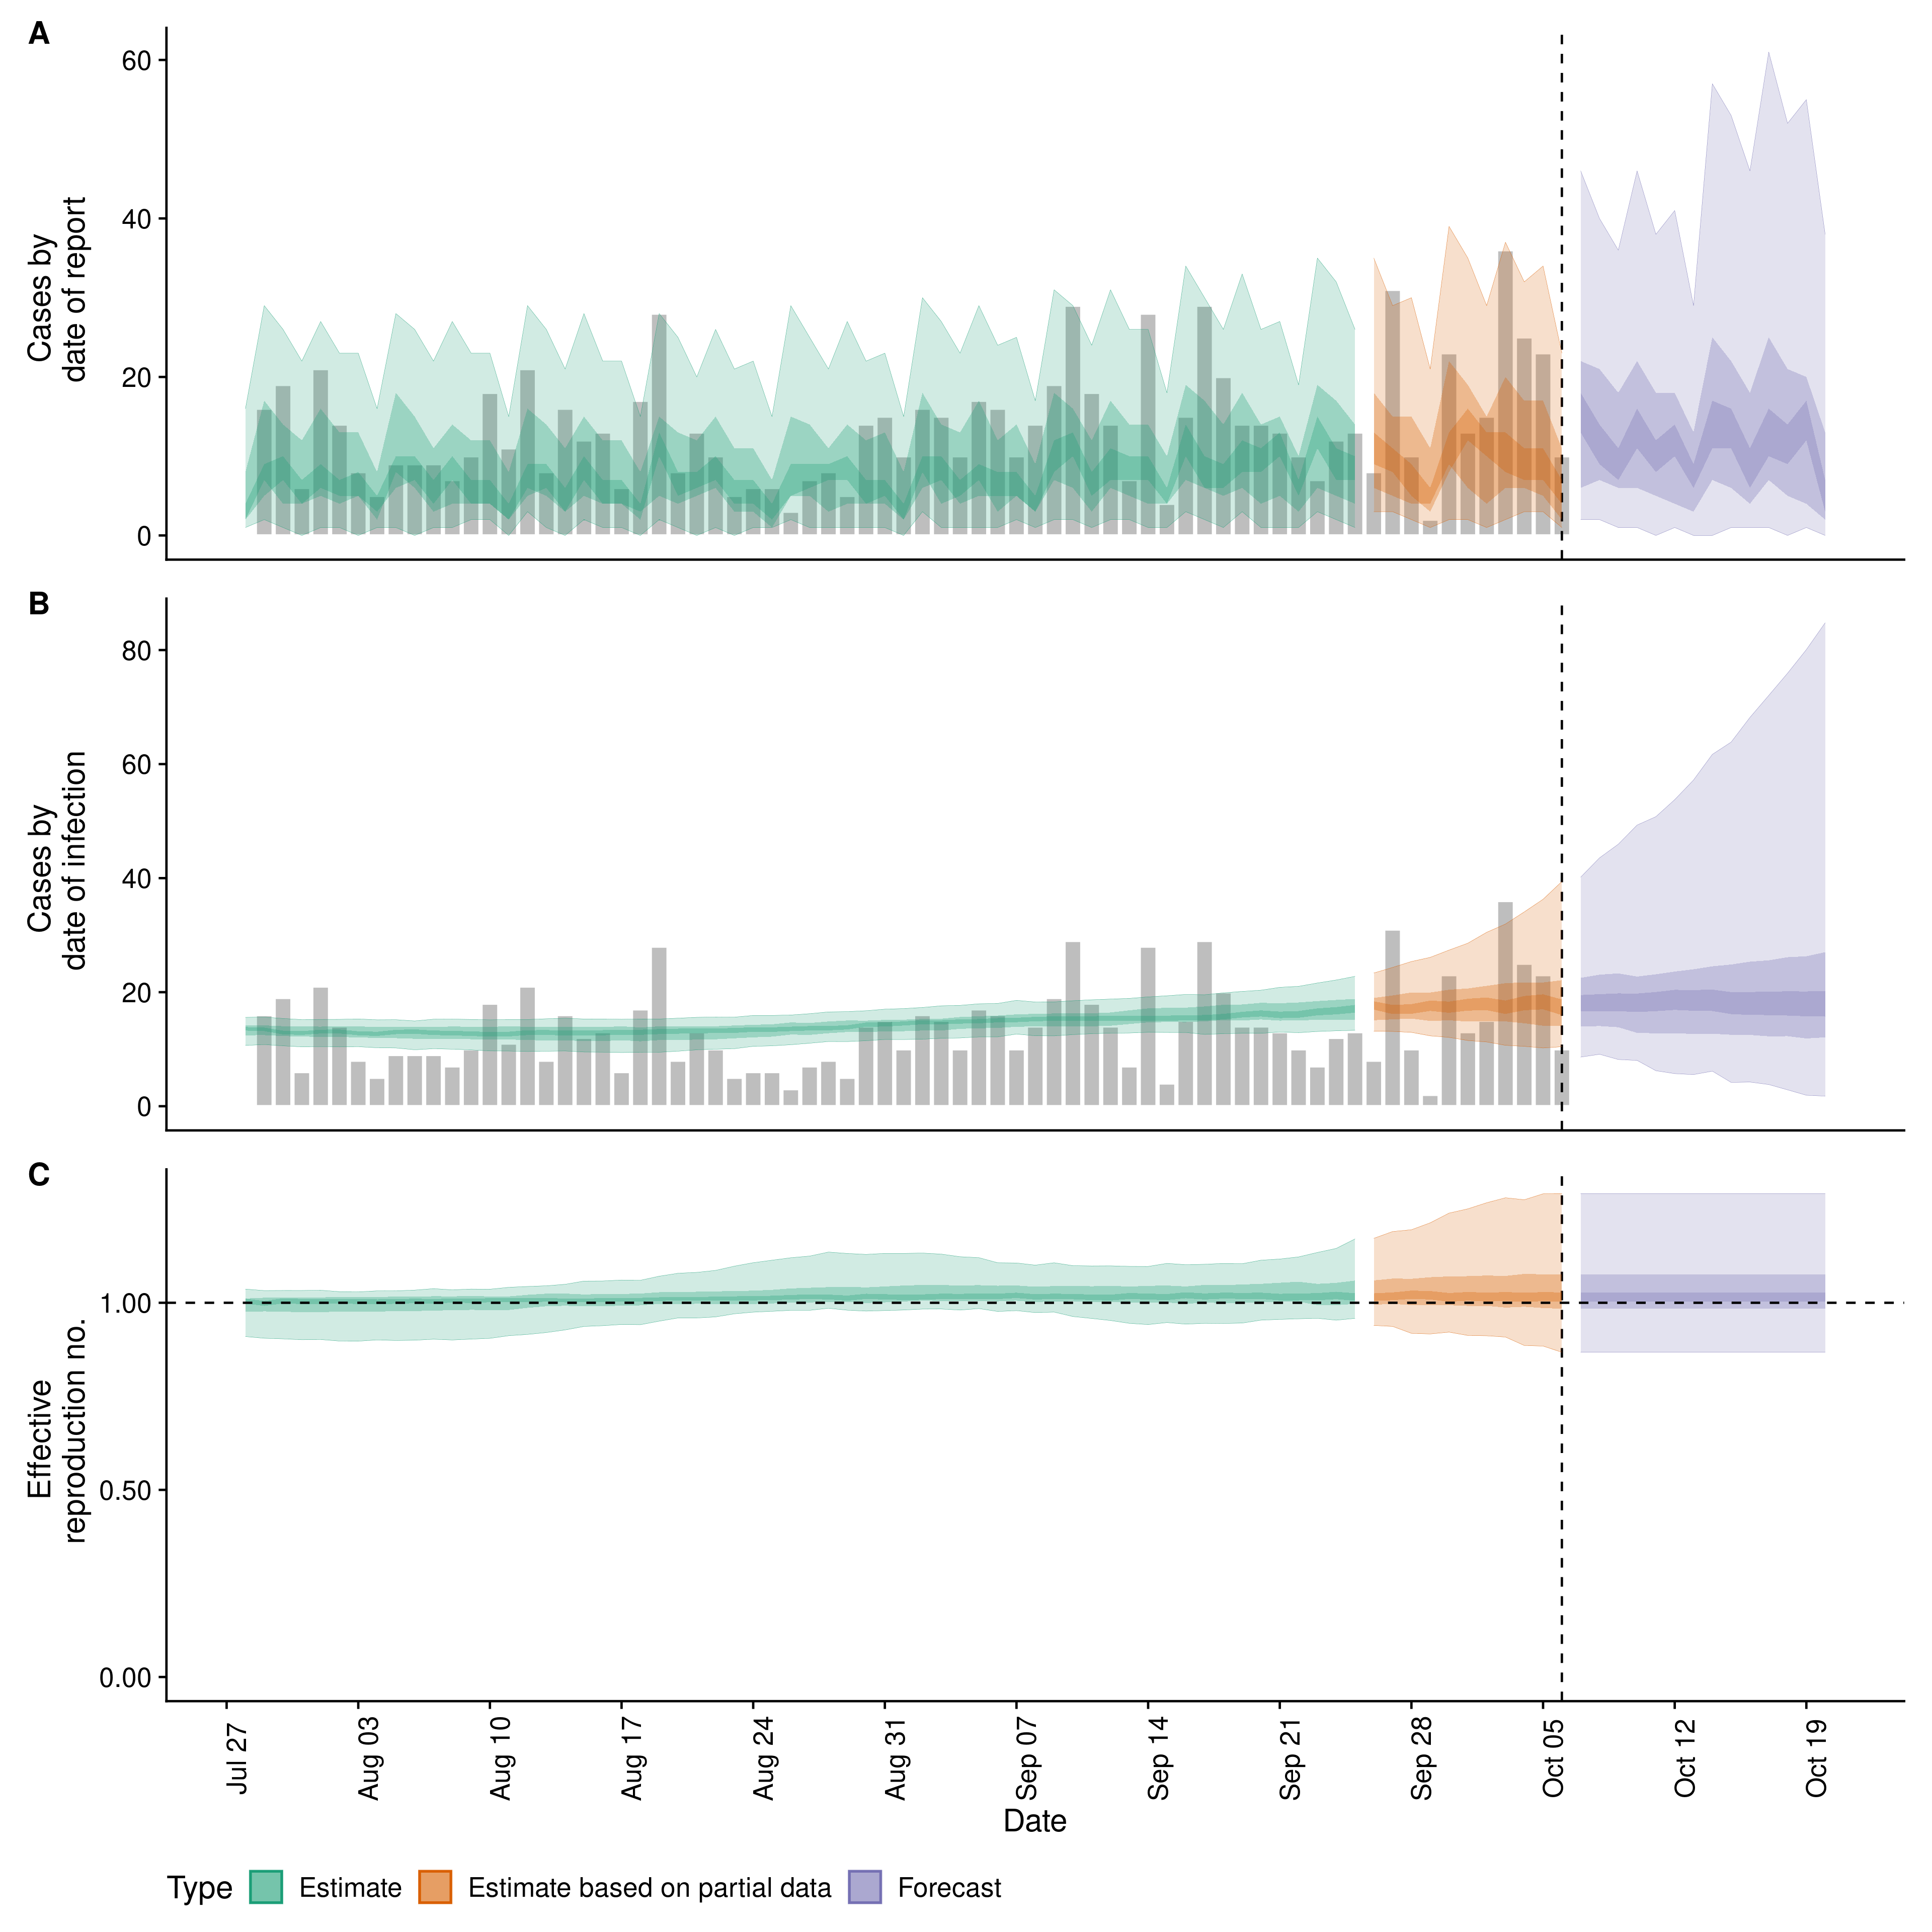 A
Cases by
date of report
60
40
20
0
B
Cases by
date of infection
80
60
40
20
0
C
Effective
reproduction no.
1.00
0.50
0.00
Jul 27
Aug 03
Aug 10
Aug 17
Aug 24
Aug 31
Sep 07
Sep 14
Sep 21
Sep 28
Oct 05
Oct 12
Oct 19
Date
Type Estimate Estimate based on partial data Forecast